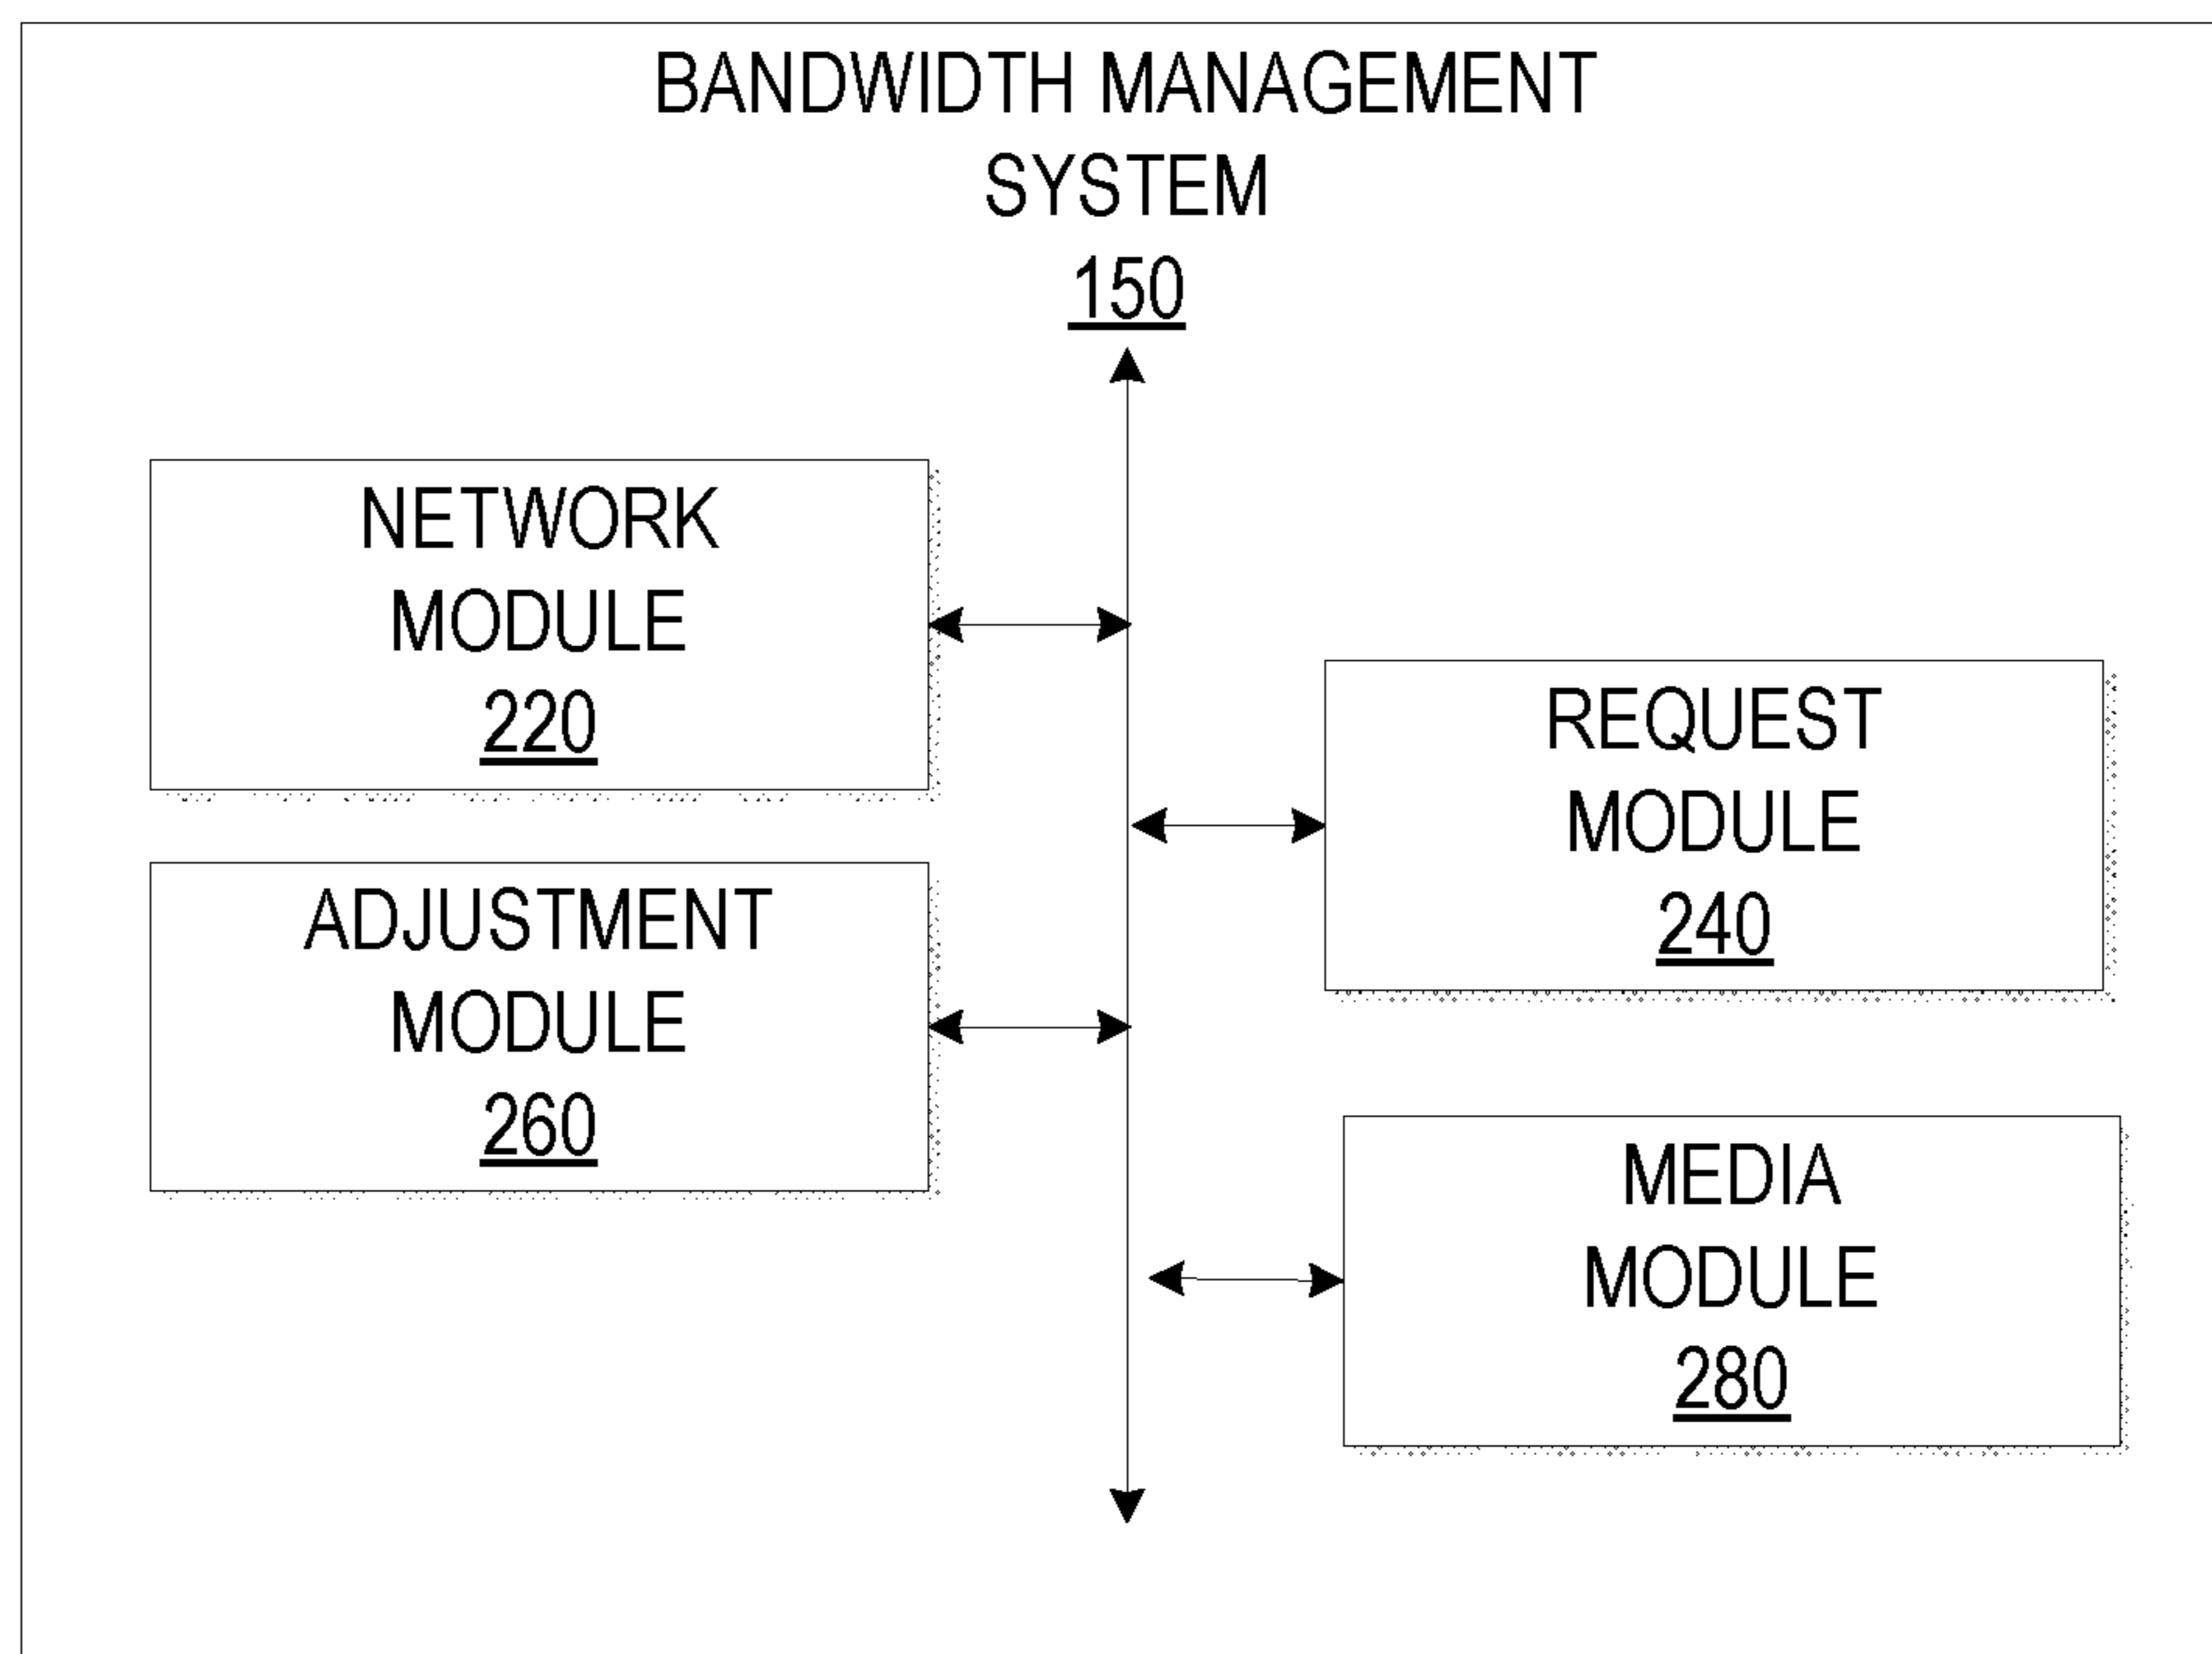 BANDWIDTH MANAGEMENT
SYSTEM
150
NETWORK
MODULE
220
REQUEST
MODULE
240
ADJUSTMENT
MODULE
260
MEDIA
MODULE
280